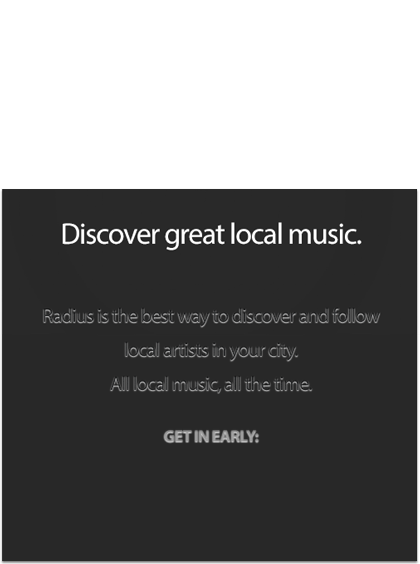 Discover great local music.
Radius is the best way to discover and follow
local artists in your city.
All local music, all the time.
GET IN EARLY: